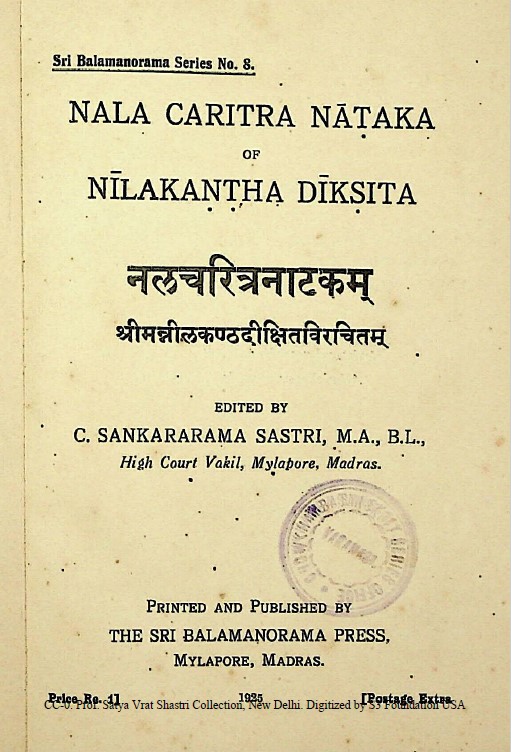 Sri Balamanorama Series No. 8.
NALA CARITRA NĀṬAKA
OF
NĪLAKAṆṬHA DĪKṢITA
नलचरित्रनाटकम्
श्रीमन्नीलकण्ठदीक्षितविरचितम्
EDITED BY
C. SANKARARAMA SASTRI, M.A., B.L.,
High Court Vakil, Mylapore, Madras.
PRINTED AND PUBLISHED BY
THE SRI BALAMANORAMA PRESS,
MYLAPORE, MADRAS.
Price Re. 1] 1925 [Postage Extra.
CC-0. Prof. Satya Vrat Shastri Collection, New Delhi. Digitized by S3 Foundation USA